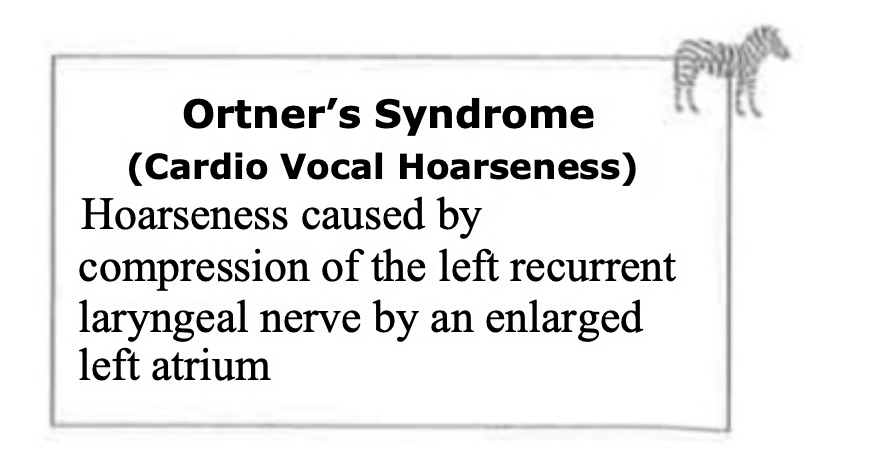 Ortner’s Syndrome
(Cardio Vocal Hoarseness)
Hoarseness caused by
compression of the left recurrent
laryngeal nerve by an enlarged
left atrium